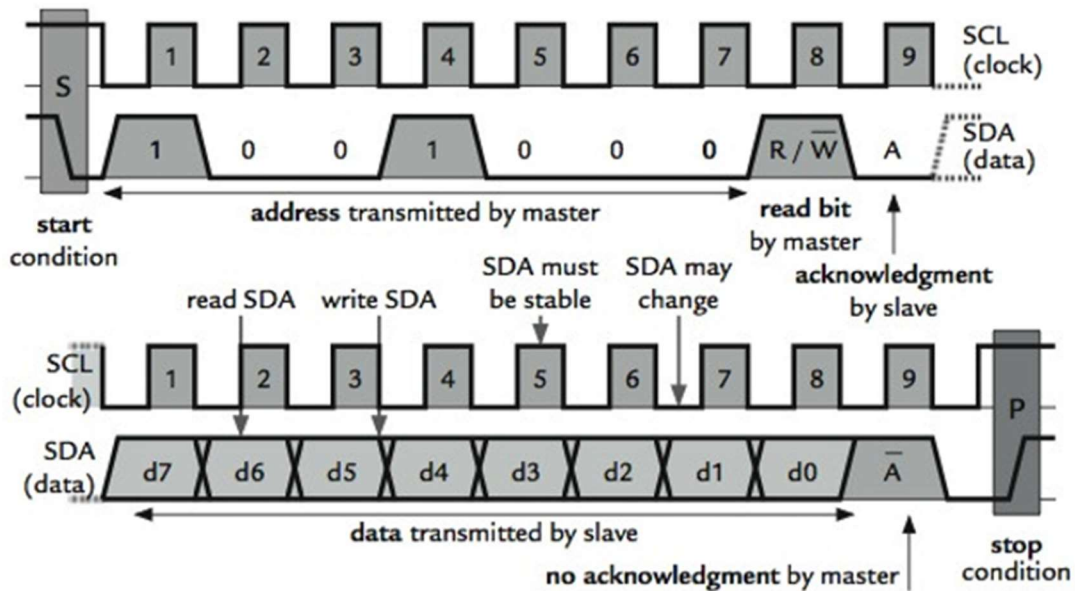 S
1 2 3 4 5 6 7 8 9
SCL
(clock)
1 0 0 1 0 0 0 R / W̅ A
SDA
(data)
address transmitted by master
start
condition
read bit
by master
acknowledgment
by slave
read SDA
write SDA
SDA must
be stable
SDA may
change
SCL
(clock)
1 2 3 4 5 6 7 8 9
P
SDA
(data)
d7 d6 d5 d4 d3 d2 d1 d0 A̅
data transmitted by slave
no acknowledgment by master
stop
condition